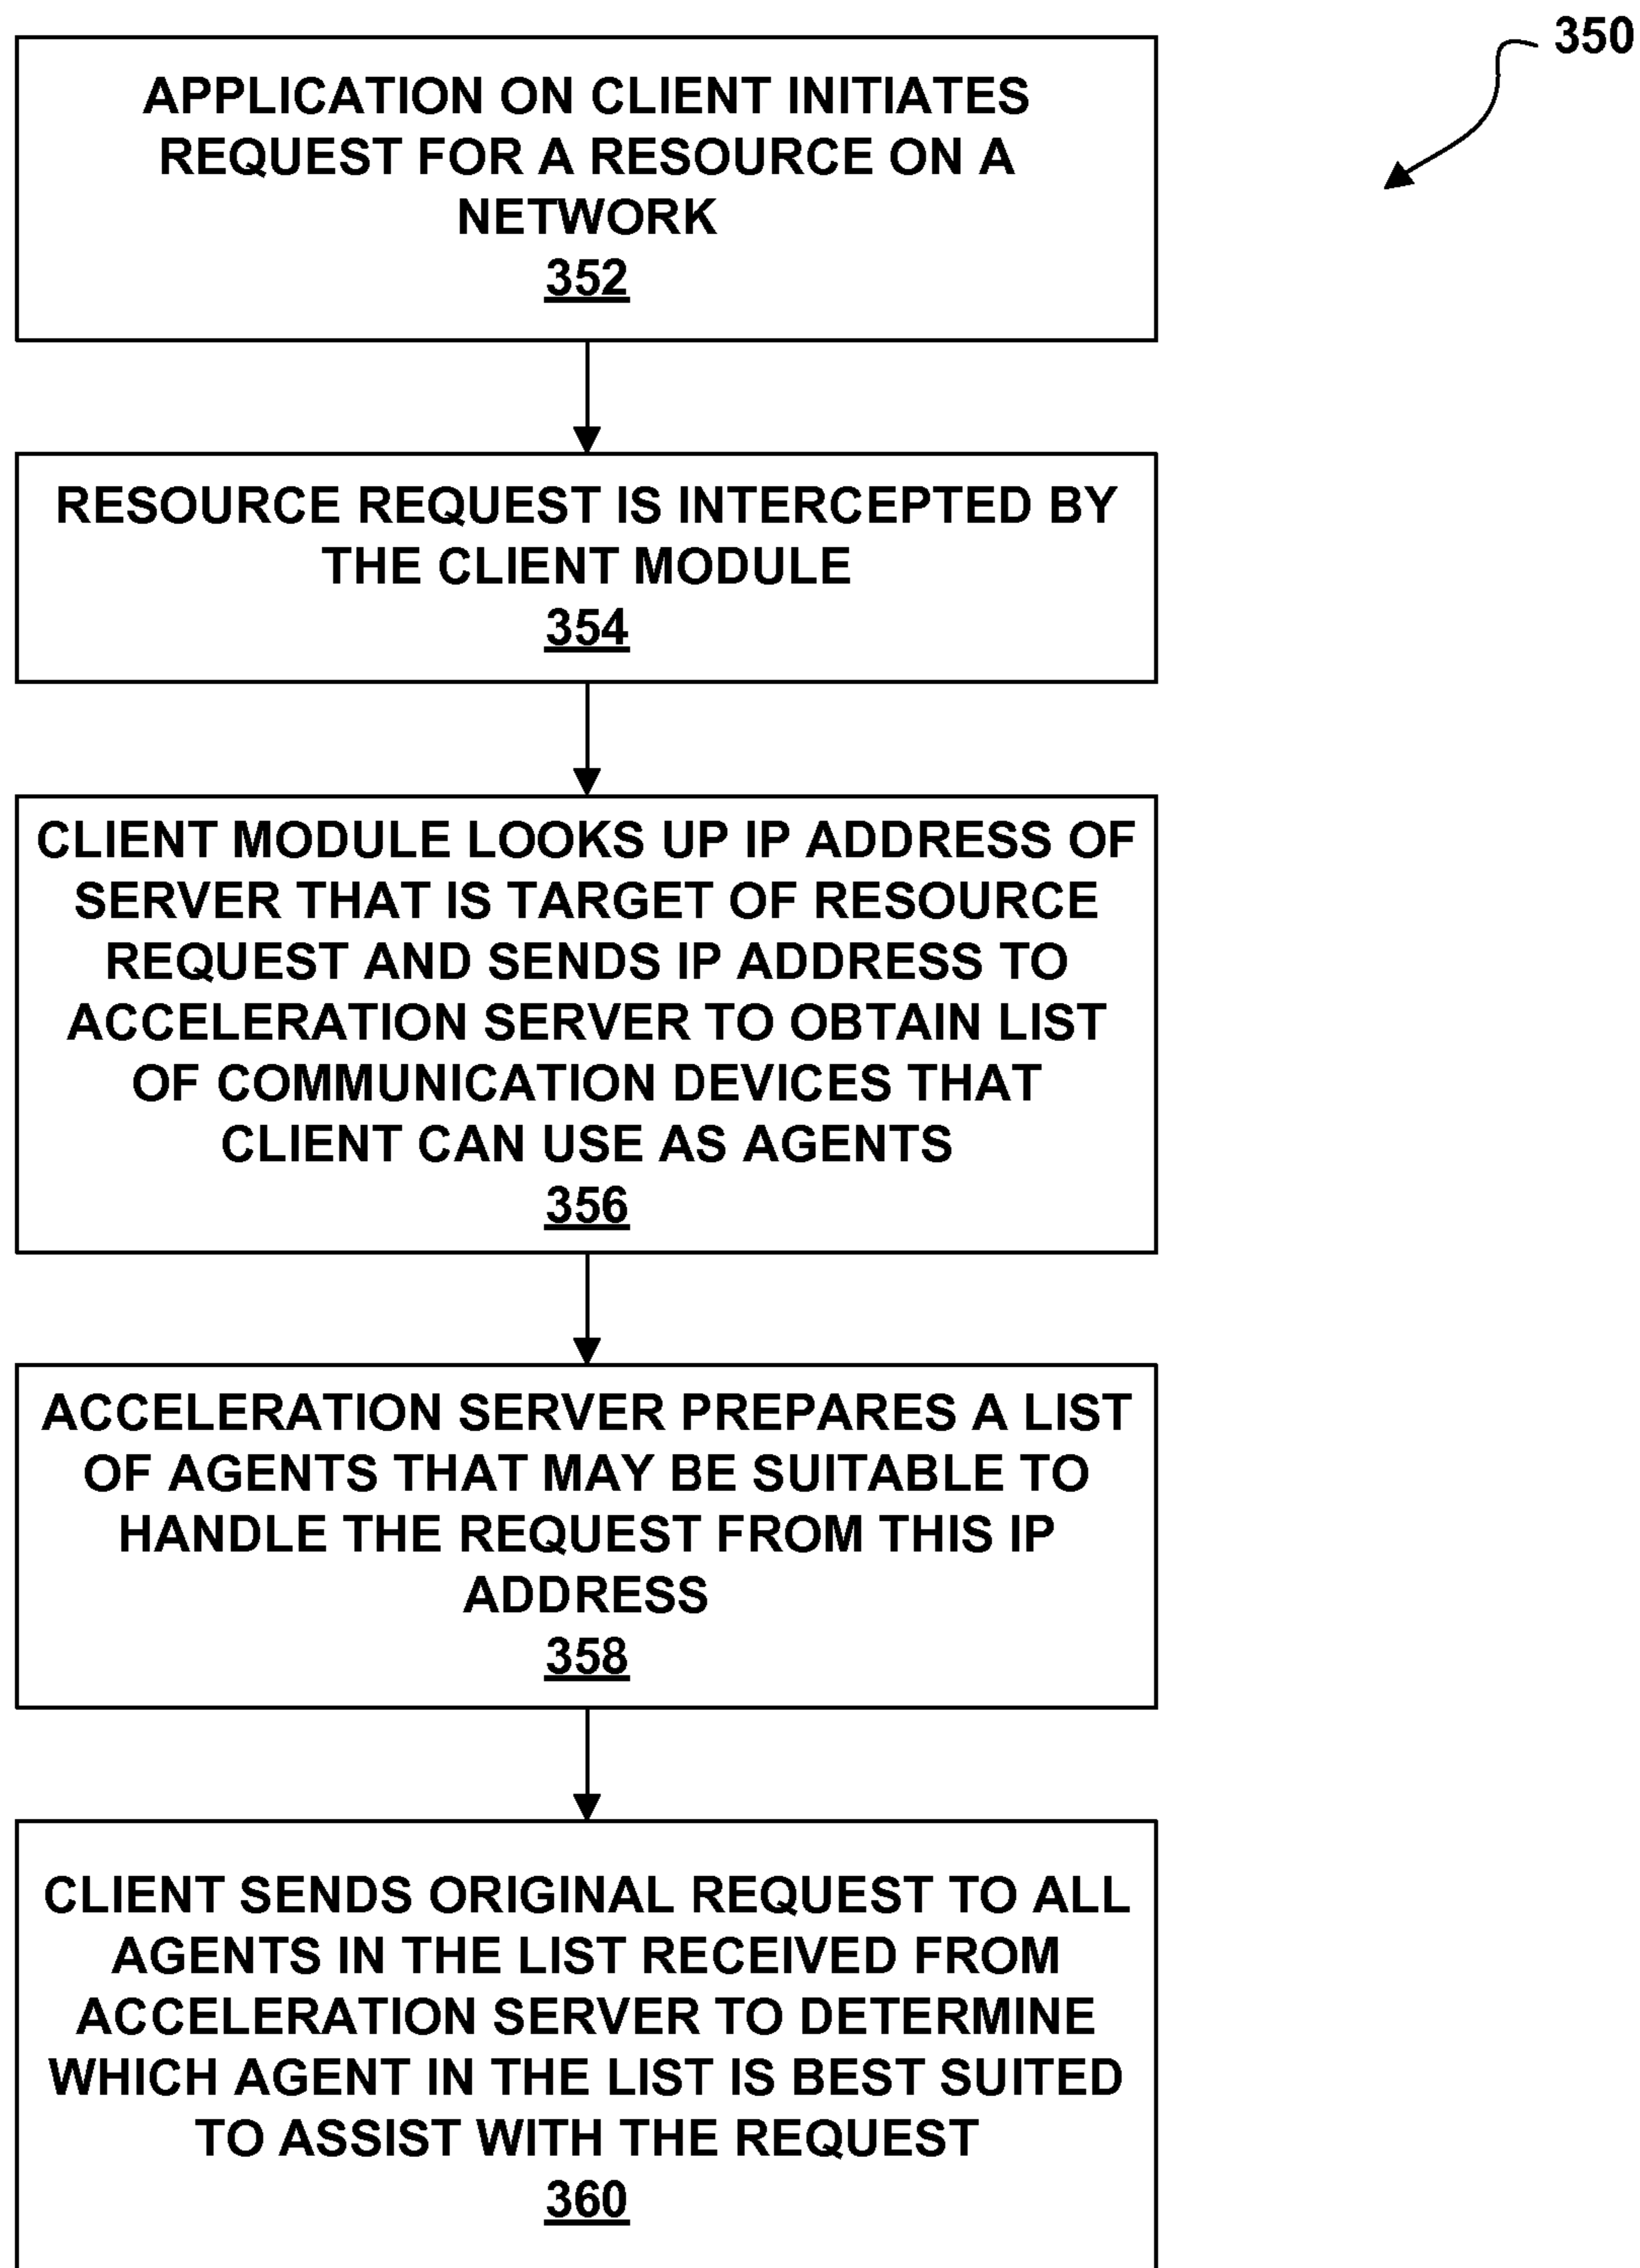 350
APPLICATION ON CLIENT INITIATES
REQUEST FOR A RESOURCE ON A
NETWORK
352
RESOURCE REQUEST IS INTERCEPTED BY
THE CLIENT MODULE
354
CLIENT MODULE LOOKS UP IP ADDRESS OF
SERVER THAT IS TARGET OF RESOURCE
REQUEST AND SENDS IP ADDRESS TO
ACCELERATION SERVER TO OBTAIN LIST
OF COMMUNICATION DEVICES THAT
CLIENT CAN USE AS AGENTS
356
ACCELERATION SERVER PREPARES A LIST
OF AGENTS THAT MAY BE SUITABLE TO
HANDLE THE REQUEST FROM THIS IP
ADDRESS
358
CLIENT SENDS ORIGINAL REQUEST TO ALL
AGENTS IN THE LIST RECEIVED FROM
ACCELERATION SERVER TO DETERMINE
WHICH AGENT IN THE LIST IS BEST SUITED
TO ASSIST WITH THE REQUEST
360